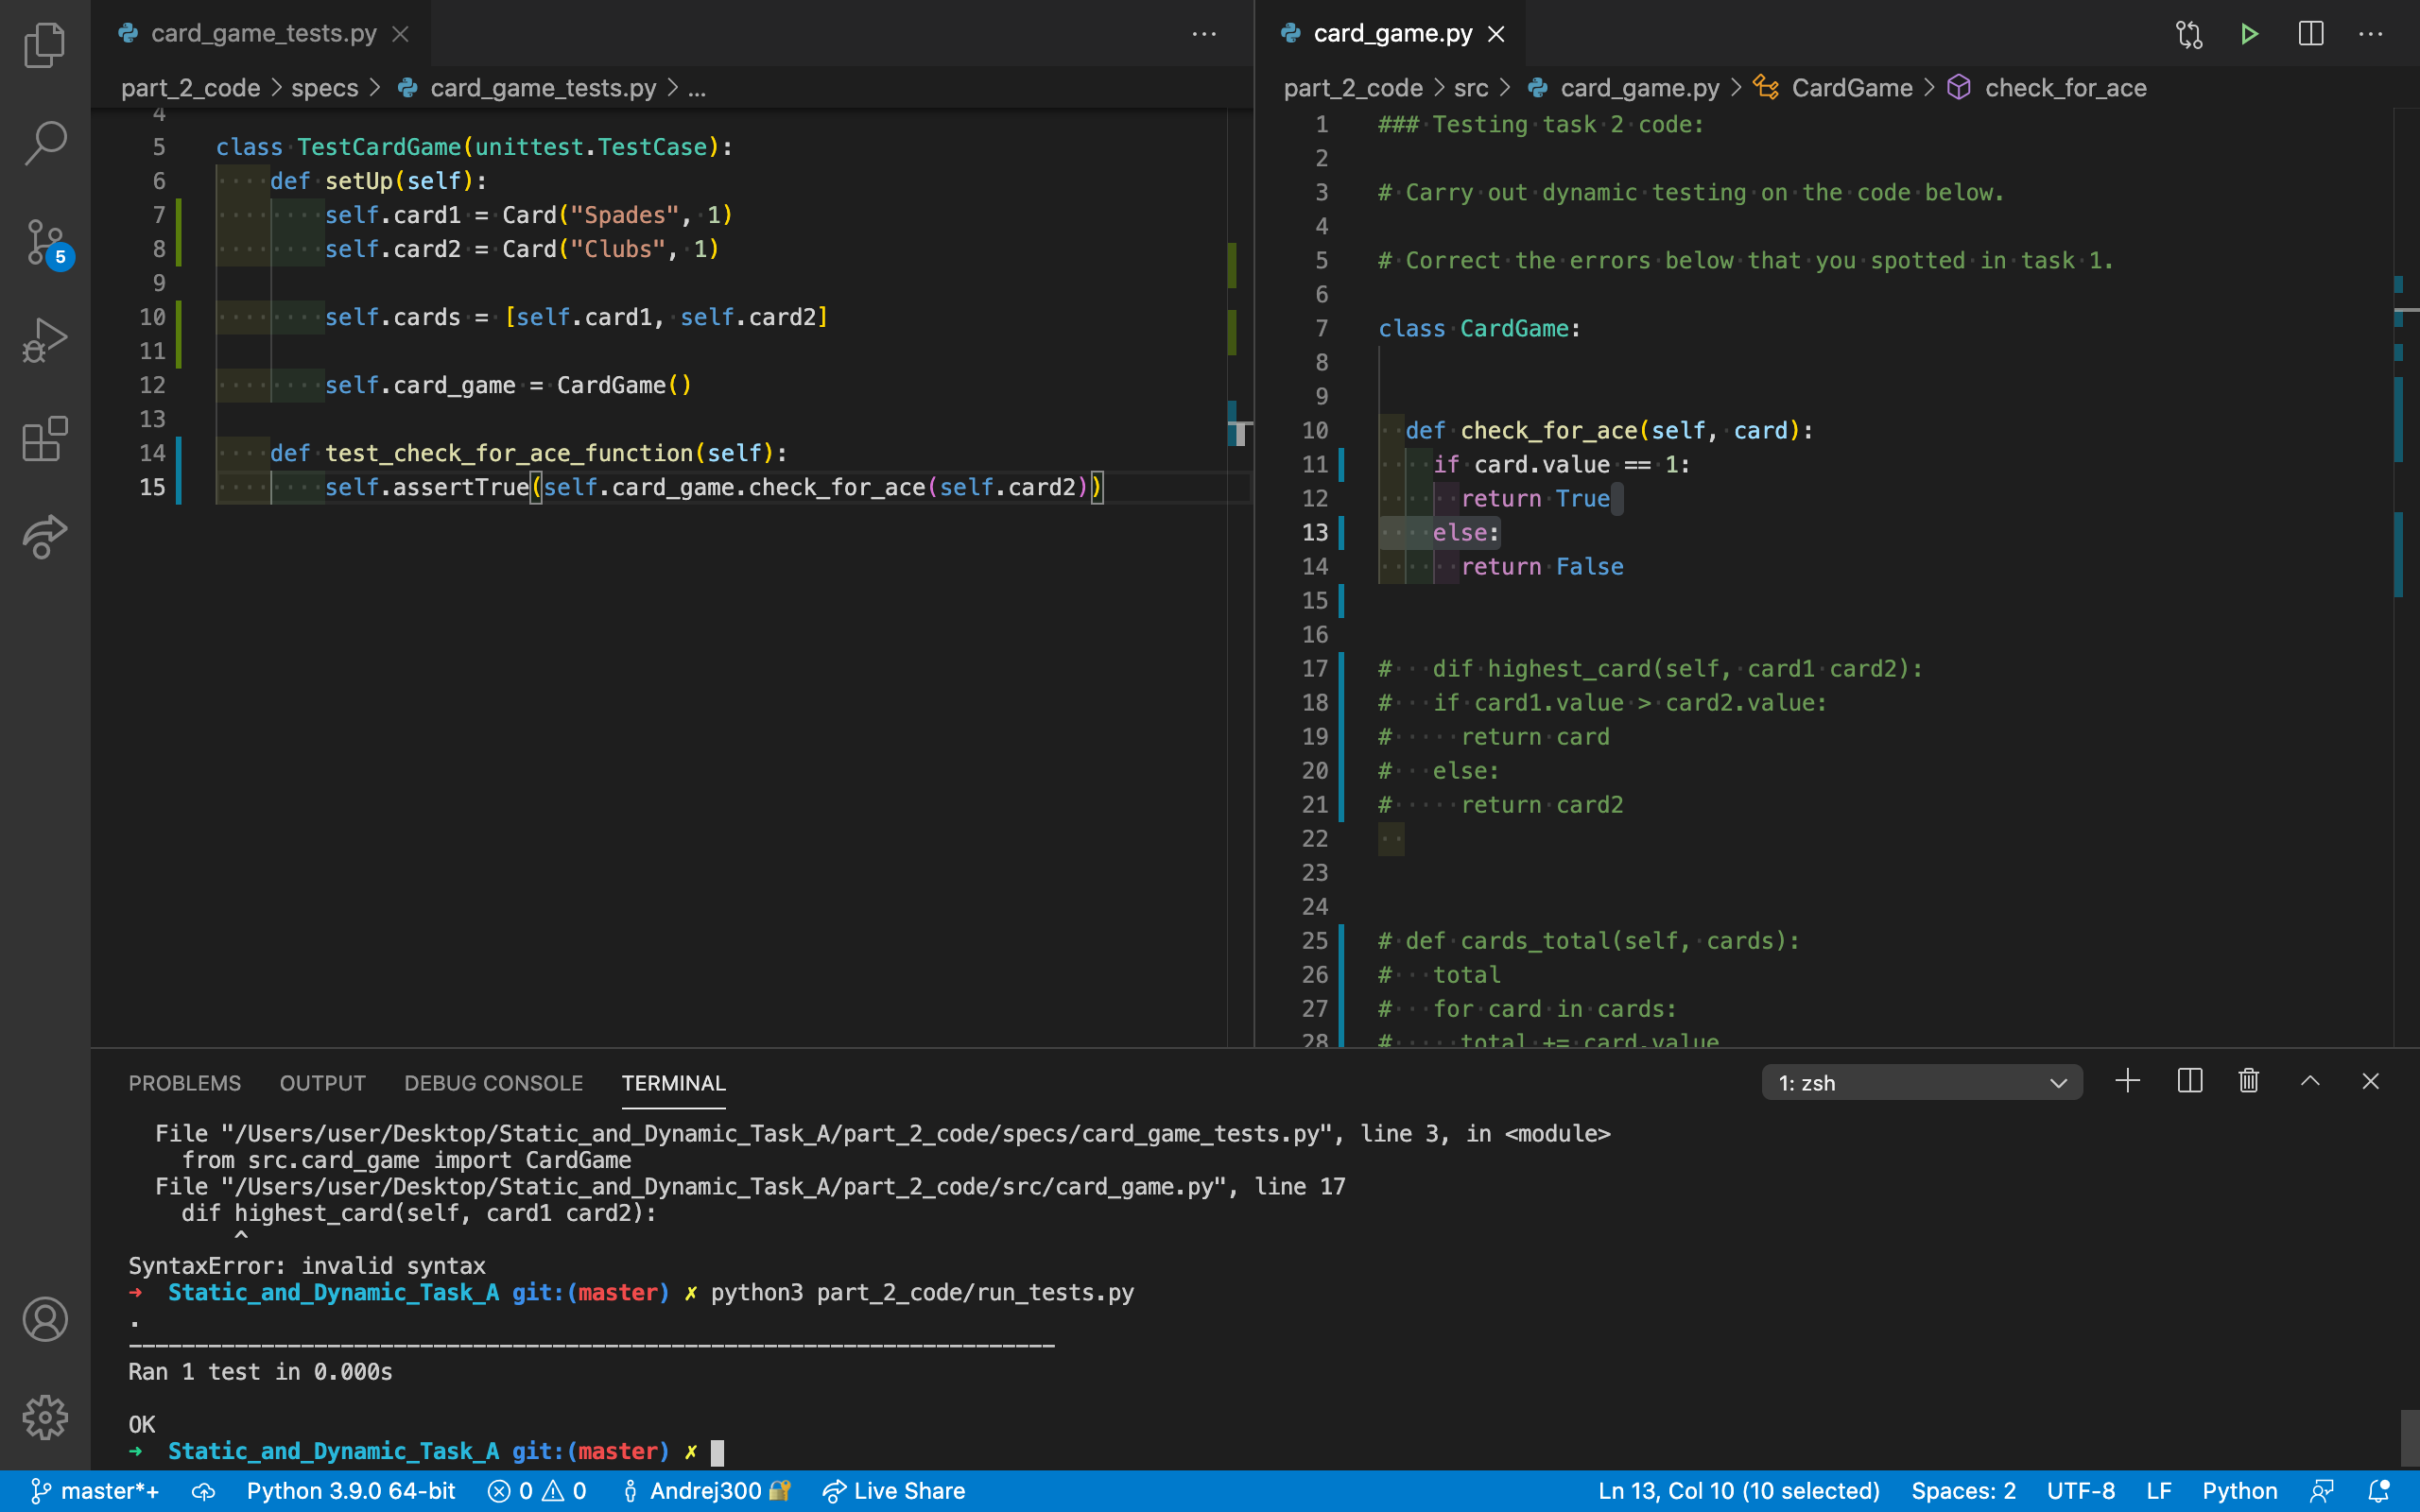 card_game_tests.py
card_game.py
part_2_code > specs > card_game_tests.py > ...
part_2_code > src > card_game.py > CardGame > check_for_ace
4
5 class TestCardGame(unittest.TestCase):
6 def setUp(self):
7 self.card1 = Card("Spades", 1)
8 self.card2 = Card("Clubs", 1)
9
10 self.cards = [self.card1, self.card2]
11
12 self.card_game = CardGame()
13
14 def test_check_for_ace_function(self):
15 self.assertTrue(self.card_game.check_for_ace(self.card2))
1 ### Testing task 2 code:
2
3 # Carry out dynamic testing on the code below.
4
5 # Correct the errors below that you spotted in task 1.
6
7 class CardGame:
8
9
10 def check_for_ace(self, card):
11 if card.value == 1:
12 return True
13 else:
14 return False
15
16
17 # dif highest_card(self, card1 card2):
18 # if card1.value > card2.value:
19 # return card
20 # else:
21 # return card2
22
23
24
25 # def cards_total(self, cards):
26 # total
27 # for card in cards:
28 # total += card.value
5
PROBLEMS OUTPUT DEBUG CONSOLE TERMINAL 1: zsh
File "/Users/user/Desktop/Static_and_Dynamic_Task_A/part_2_code/specs/card_game_tests.py", line 3, in <module>
from src.card_game import CardGame
File "/Users/user/Desktop/Static_and_Dynamic_Task_A/part_2_code/src/card_game.py", line 17
dif highest_card(self, card1 card2):
^
SyntaxError: invalid syntax
→ Static_and_Dynamic_Task_A git:(master) ✗ python3 part_2_code/run_tests.py
.
----------------------------------------------------------------------
Ran 1 test in 0.000s
OK
→ Static_and_Dynamic_Task_A git:(master) ✗
master*+ Python 3.9.0 64-bit 0 0 Andrej300 Live Share Ln 13, Col 10 (10 selected) Spaces: 2 UTF-8 LF Python